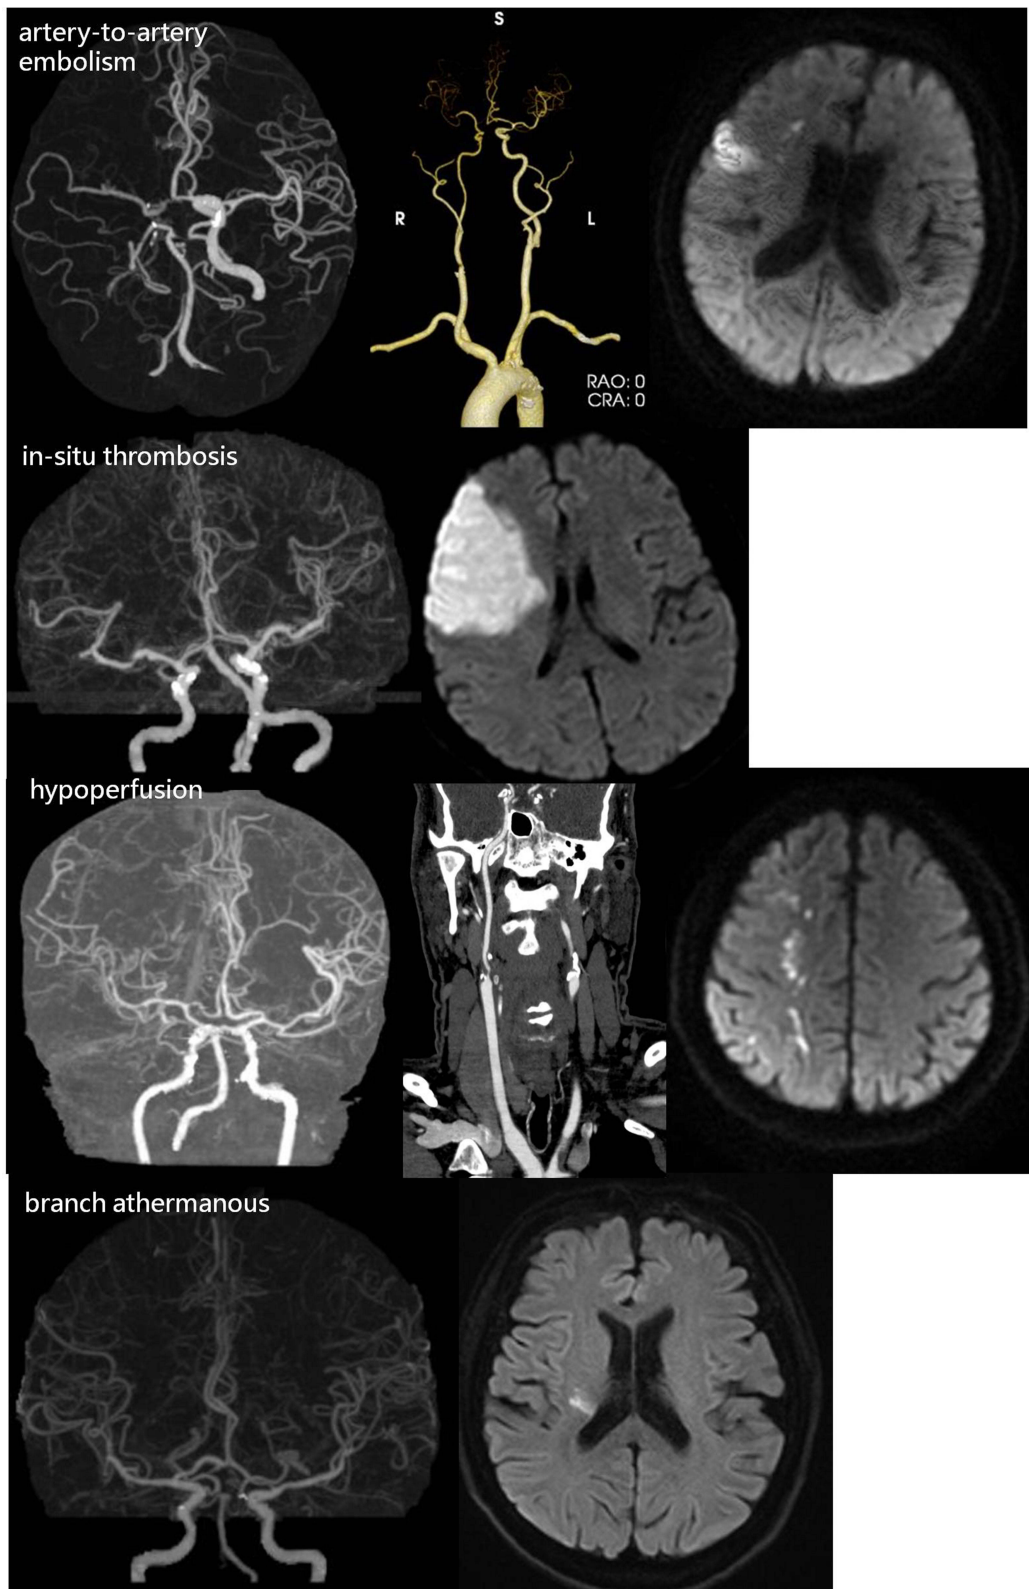 artery-to-artery
embolism
S
R
L
RAO: 0
CRA: 0
in-situ thrombosis
hypoperfusion
branch athermanous